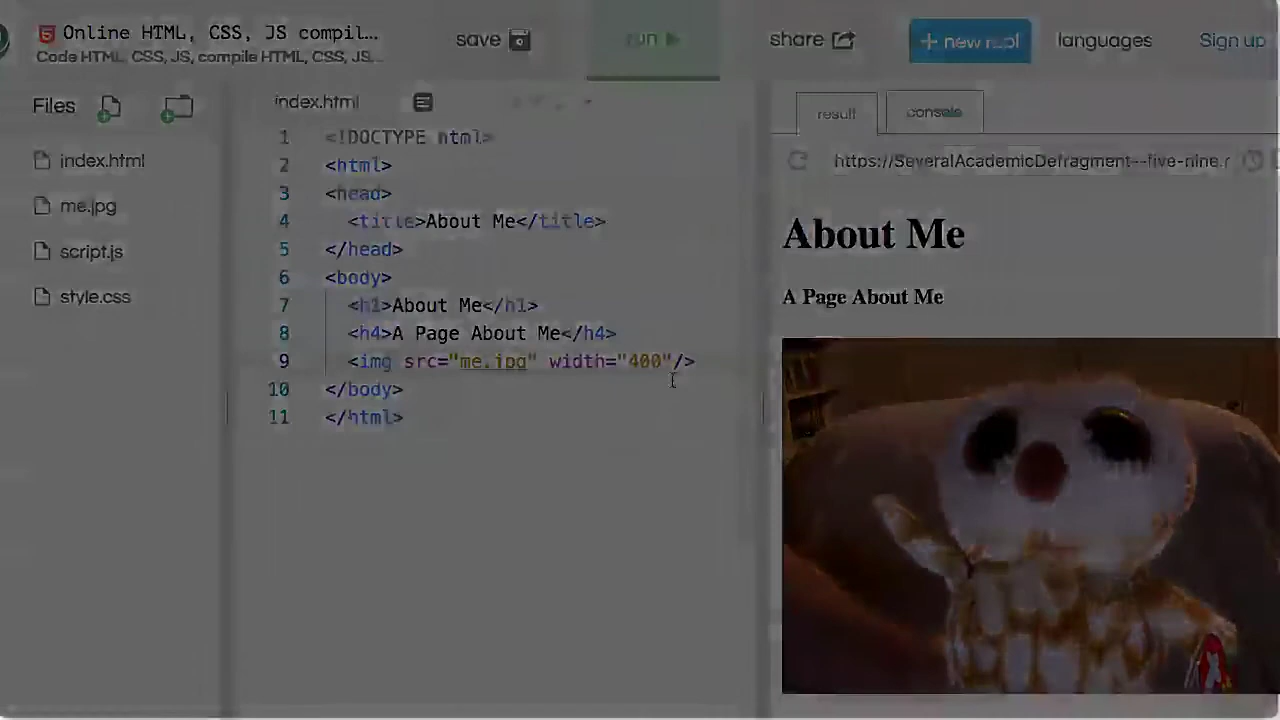 Online HTML, CSS, JS compil...
Code HTML, CSS, JS, compile HTML, CSS, JS...
save
run
share
+ new repl
languages
Sign up
Files
index.html
me.jpg
script.js
style.css
index.html
1 <!DOCTYPE html>
2 <html>
3 <head>
4 <title>About Me</title>
5 </head>
6 <body>
7 <h1>About Me</h1>
8 <h4>A Page About Me</h4>
9 <img src="me.jpg" width="400"/>
10 </body>
11 </html>
result
console
https://SeveralAcademicDefragment--five-nine.r
About Me
A Page About Me